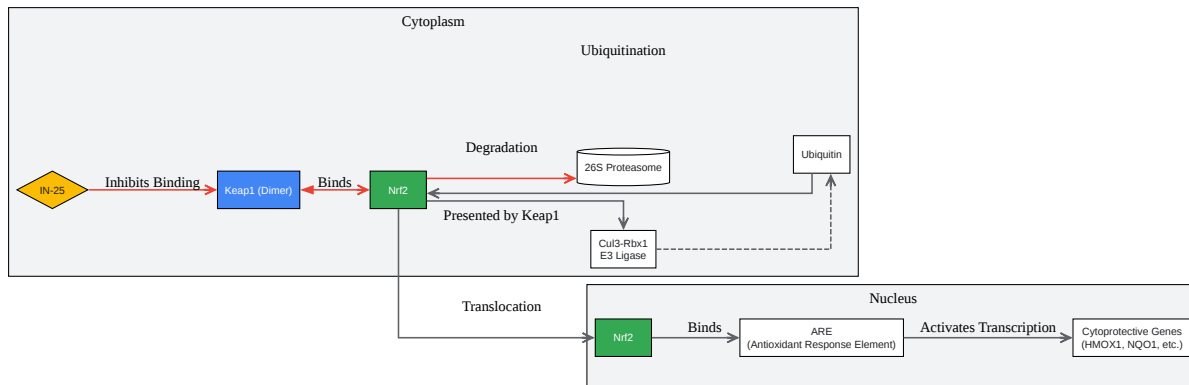 Cytoplasm
Ubiquitination
Degradation
Ubiquitin
26S Proteasome
IN-25
Inhibits Binding
Keap1 (Dimer)
Binds
Nrf2
Presented by Keap1
Cul3-Rbx1
E3 Ligase
Translocation
Nucleus
Nrf2
Binds
ARE
(Antioxidant Response Element)
Activates Transcription
Cytoprotective Genes
(HMOX1, NQO1, etc.)